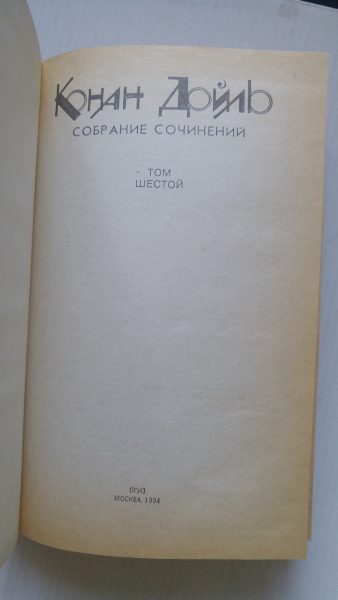 Конан Дойль
СОБРАНИЕ СОЧИНЕНИЙ
ТОМ
ШЕСТОЙ
ОГИЗ
МОСКВА, 1994